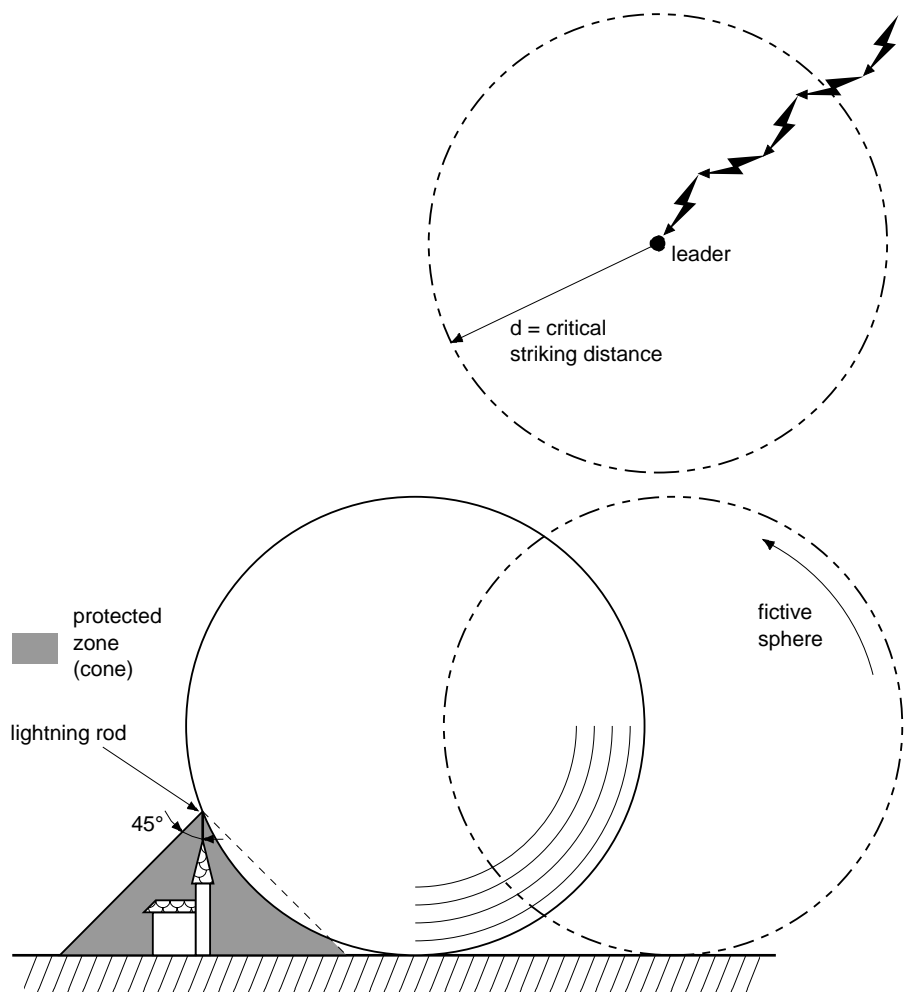 leader
d = critical
striking distance
protected
zone
(cone)
fictive
sphere
lightning rod
45°